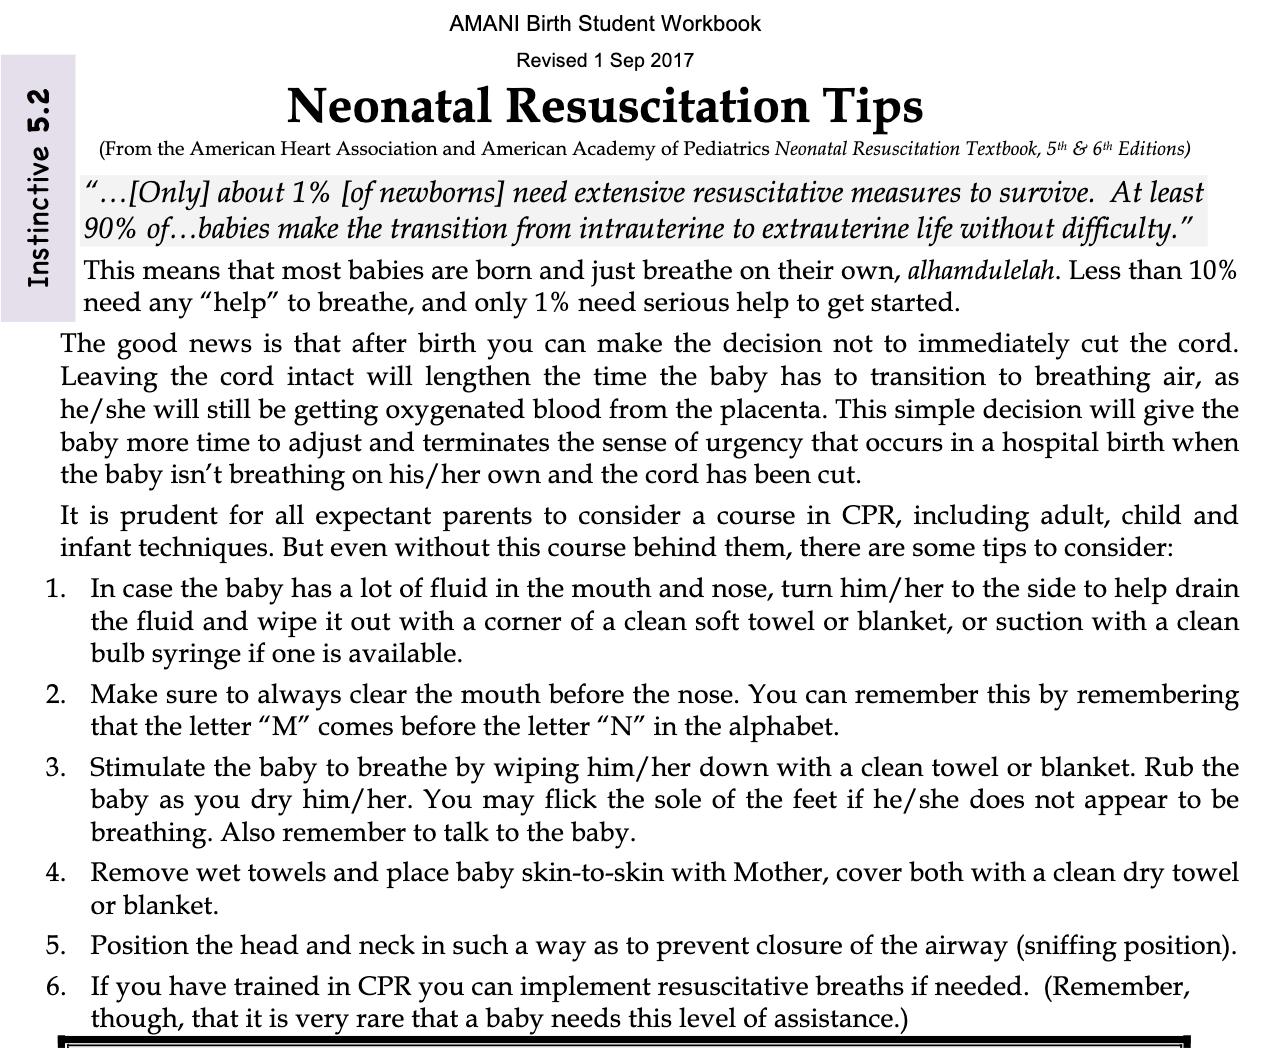 AMANI Birth Student Workbook
Revised 1 Sep 2017
Instinctive 5.2
Neonatal Resuscitation Tips
(From the American Heart Association and American Academy of Pediatrics Neonatal Resuscitation Textbook, 5th & 6th Editions)
“…[Only] about 1% [of newborns] need extensive resuscitative measures to survive.  At least
90% of…babies make the transition from intrauterine to extrauterine life without difficulty.”
This means that most babies are born and just breathe on their own, alhamdulelah. Less than 10%
need any “help” to breathe, and only 1% need serious help to get started.
The good news is that after birth you can make the decision not to immediately cut the cord.
Leaving the cord intact will lengthen the time the baby has to transition to breathing air, as
he/she will still be getting oxygenated blood from the placenta. This simple decision will give the
baby more time to adjust and terminates the sense of urgency that occurs in a hospital birth when
the baby isn’t breathing on his/her own and the cord has been cut.
It is prudent for all expectant parents to consider a course in CPR, including adult, child and
infant techniques. But even without this course behind them, there are some tips to consider:
1. In case the baby has a lot of fluid in the mouth and nose, turn him/her to the side to help drain
the fluid and wipe it out with a corner of a clean soft towel or blanket, or suction with a clean
bulb syringe if one is available.
2. Make sure to always clear the mouth before the nose. You can remember this by remembering
that the letter “M” comes before the letter “N” in the alphabet.
3. Stimulate the baby to breathe by wiping him/her down with a clean towel or blanket. Rub the
baby as you dry him/her. You may flick the sole of the feet if he/she does not appear to be
breathing. Also remember to talk to the baby.
4. Remove wet towels and place baby skin-to-skin with Mother, cover both with a clean dry towel
or blanket.
5. Position the head and neck in such a way as to prevent closure of the airway (sniffing position).
6. If you have trained in CPR you can implement resuscitative breaths if needed.  (Remember,
though, that it is very rare that a baby needs this level of assistance.)